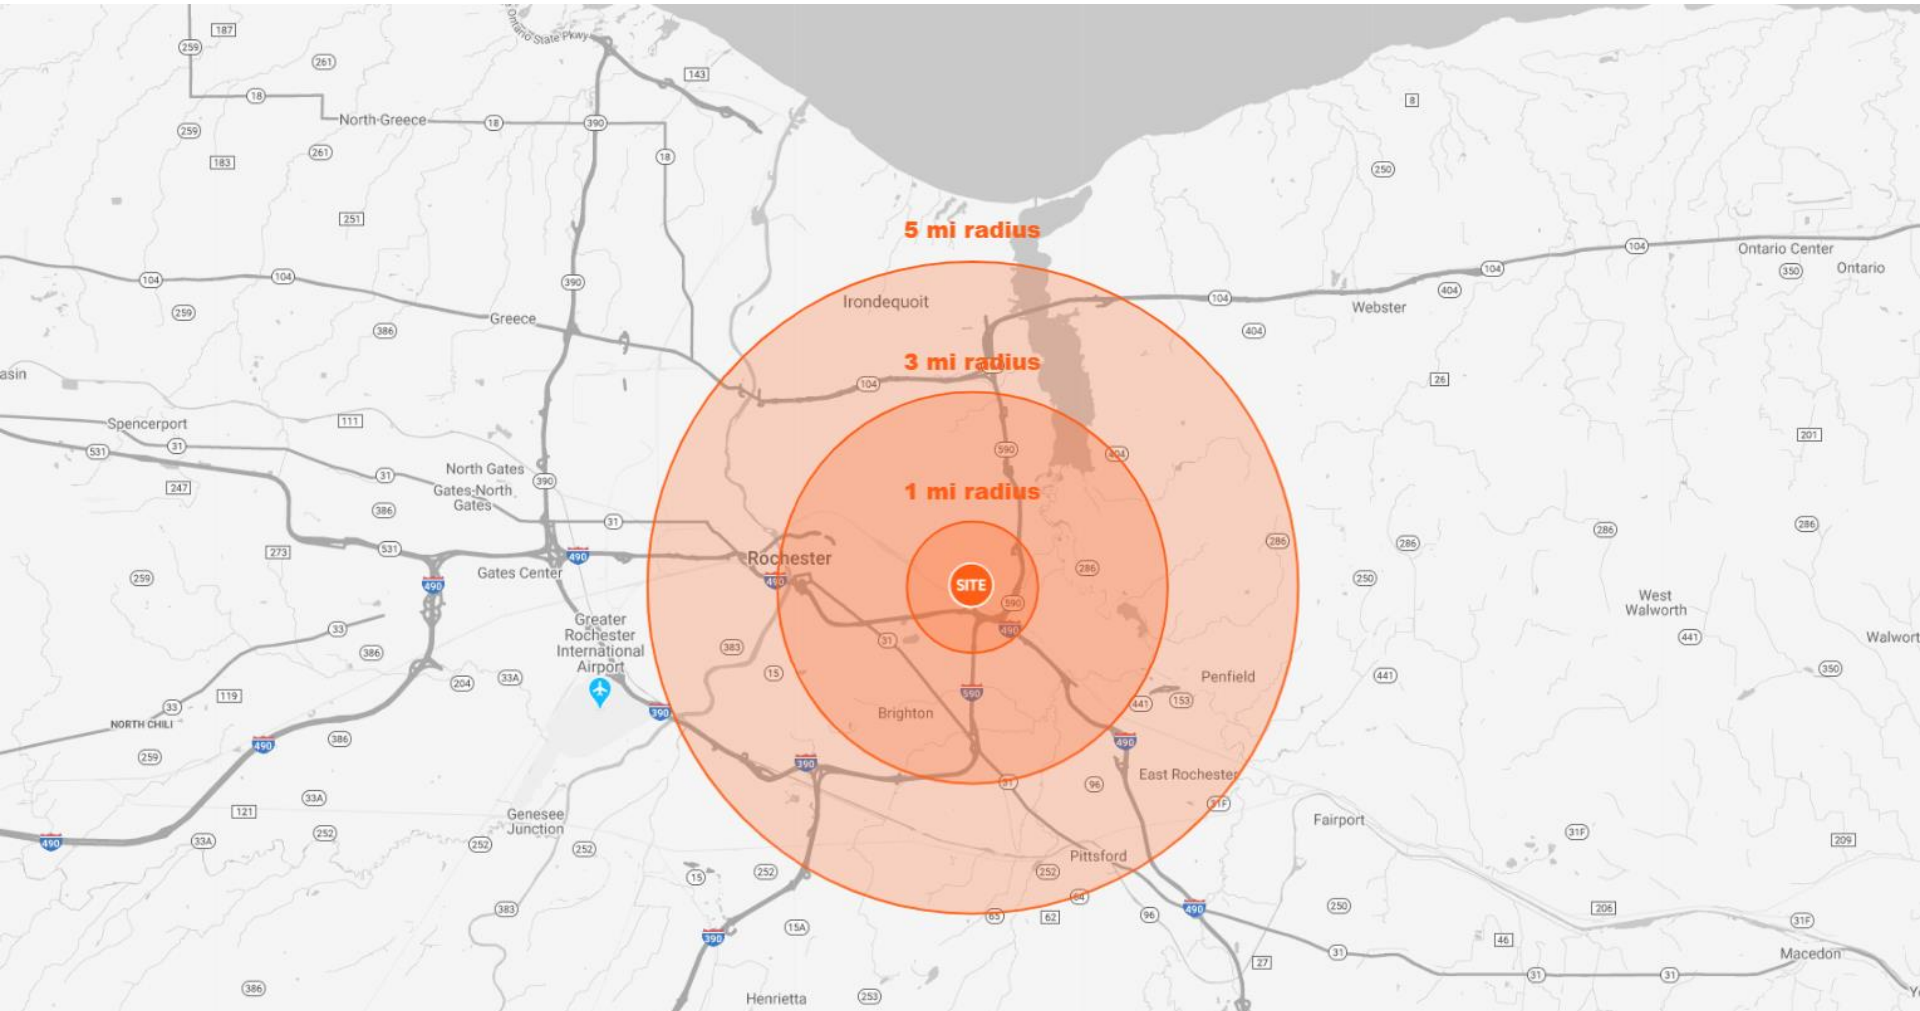 Ontario State Pkwy
187
259
261
143
18
8
North Greece
18
390
259
261
183
18
250
251
5 mi radius
104
Ontario Center
104
104
390
104
350
Ontario
404
Irondequoit
104
Webster
259
Greece
386
404
3 mi radius
asin
104
26
111
Spencerport
31
531
590
404
201
North Gates
31
390
Gates-North
Gates
247
1 mi radius
386
31
286
286
286
273
531
490
Rochester
286
Gates Center
490
490
SITE
259
250
590
West
Walworth
Greater
Rochester
International
Airport
33
490
31
441
Walwort
386
383
15
350
204
33A
Penfield
441
119
590
441
153
33
390
Brighton
NORTH CHILI
490
386
490
259
390
East Rochester
33A
31
96
31F
121
Genesee
Junction
Fairport
490
33A
252
252
252
31F
209
Pittsford
15
252
252
64
383
65
62
96
490
250
206
31F
15A
390
46
31
Macedon
27
31
31
386
Henrietta
253